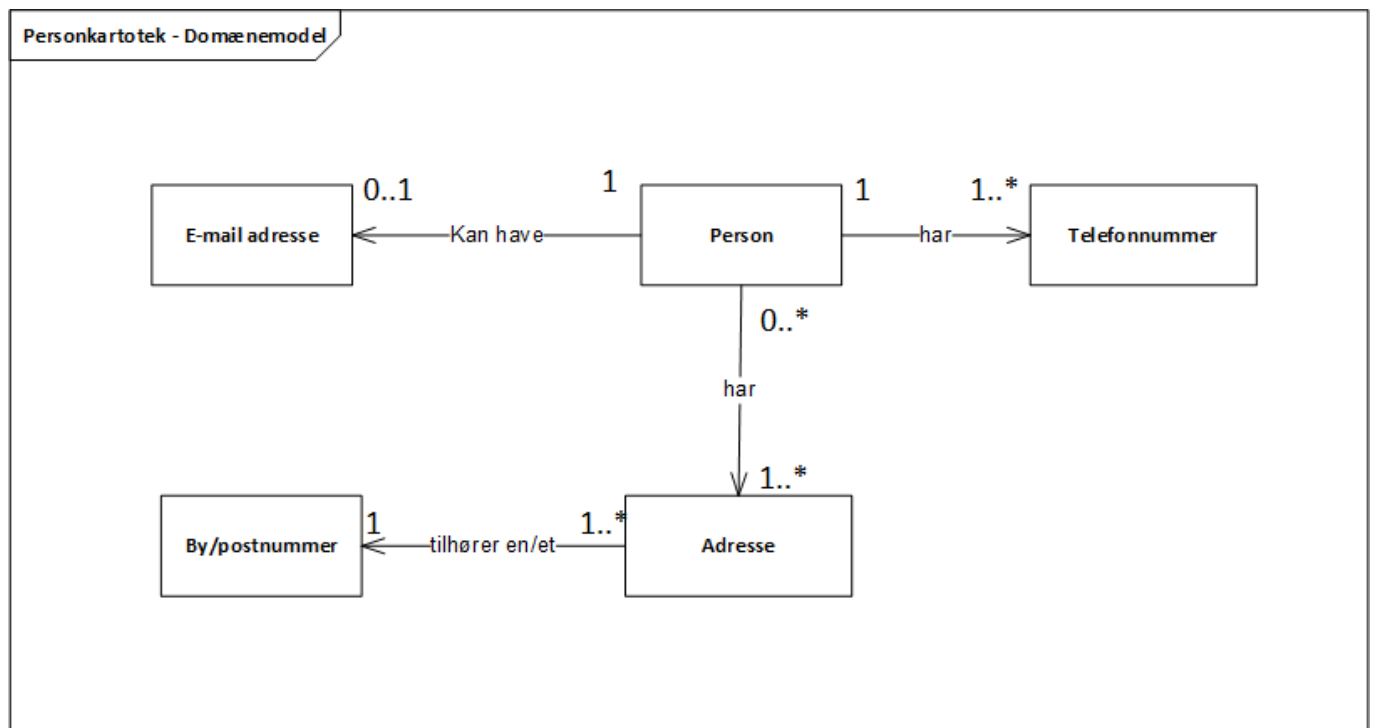 Personkartotek - Domænemodel
0..1
1
1
1..*
E-mail adresse
Kan have
Person
har
Telefonnummer
0..*
har
1..*
By/postnummer
1
tilhører en/et
1..*
Adresse